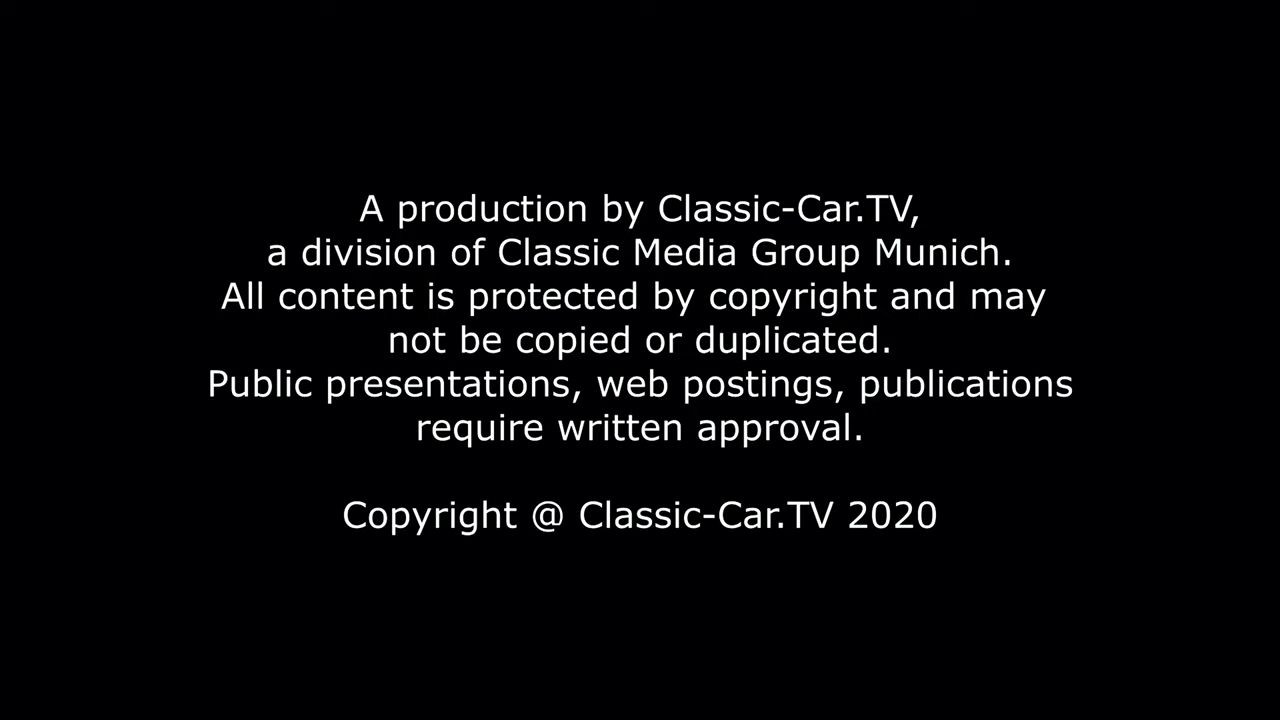 A production by Classic-Car.TV,
a division of Classic Media Group Munich.
All content is protected by copyright and may
not be copied or duplicated.
Public presentations, web postings, publications
require written approval.
Copyright @ Classic-Car.TV 2020